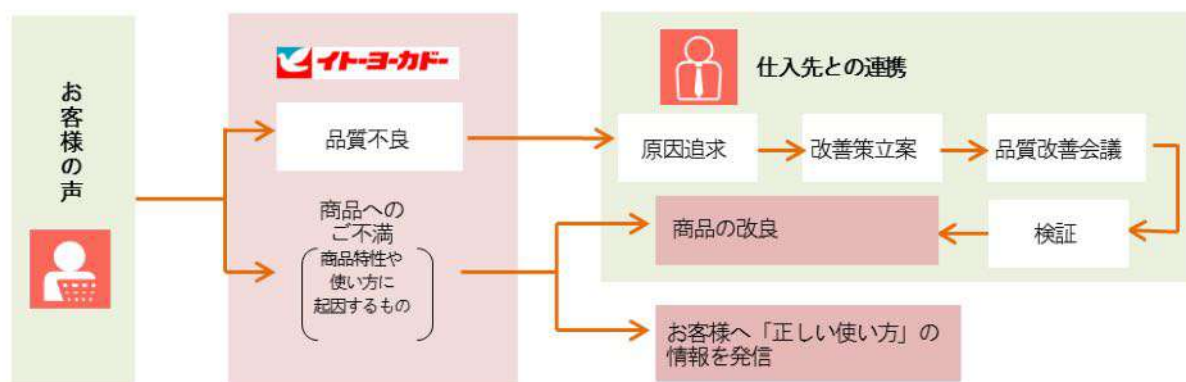 お客様の声
イトーヨーカドー
品質不良
商品への
ご不満
商品特性や
使い方に
起因するもの
仕入先との連携
原因追求
改善策立案
品質改善会議
商品の改良
検証
お客様へ「正しい使い方」の
情報を発信